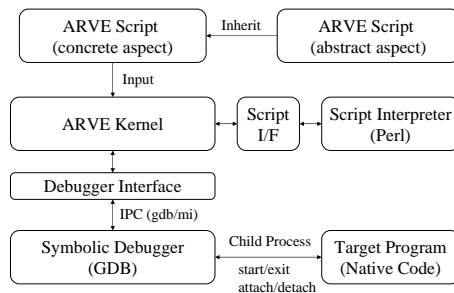 ARVE Script
(concrete aspect)
Inherit
ARVE Script
(abstract aspect)
Input
ARVE Kernel
Script
I/F
Script Interpreter
(Perl)
Debugger Interface
IPC (gdb/mi)
Symbolic Debugger
(GDB)
Child Process
start/exit
attach/detach
Target Program
(Native Code)